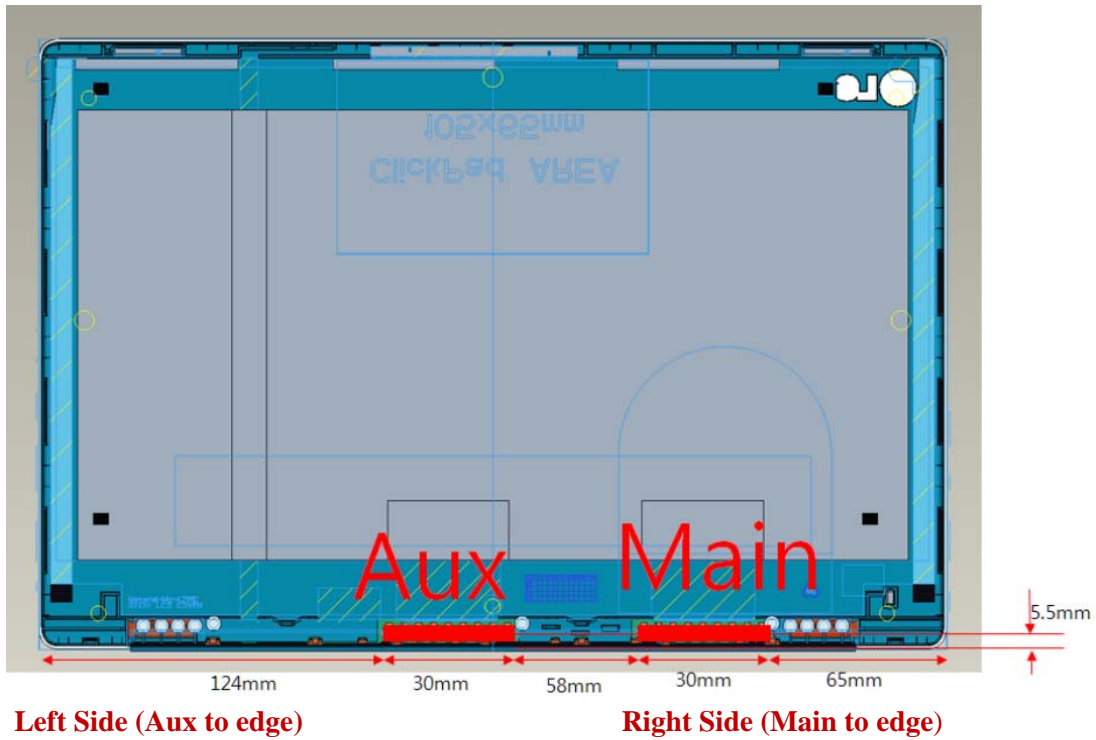 LG
105x65mm
ClickPad AREA
Aux Main
5.5mm
124mm 30mm 58mm 30mm 65mm
Left Side (Aux to edge) Right Side (Main to edge)